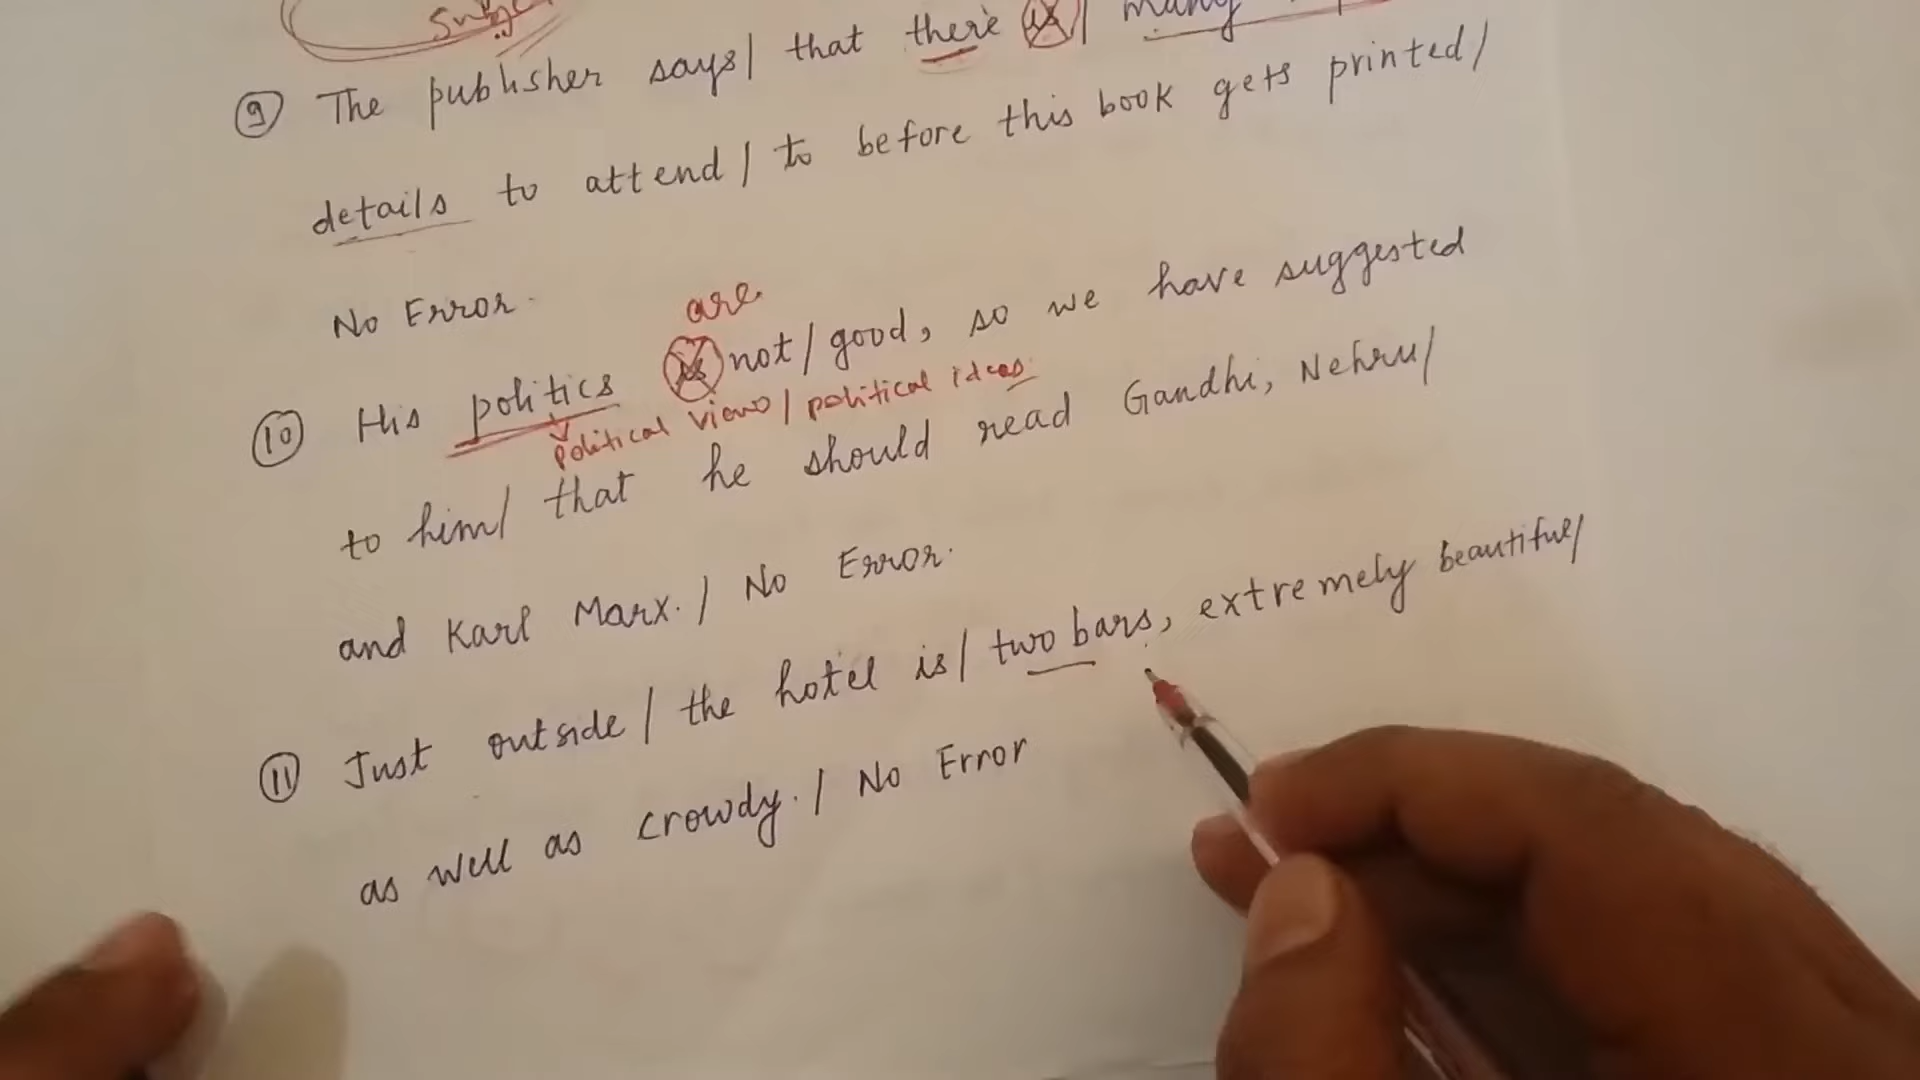 ⑨ The publisher says/ that there is/ many
details to attend/ to before this book gets printed/
No Error.
are
⑩ His politics is not/ good, so we have suggested
political views/ political ideas
to him/ that he should read Gandhi, Nehru/
and Karl Marx./ No Error.
⑪ Just outside/ the hotel is/ two bars, extremely beautiful/
as well as crowdy./ No Error